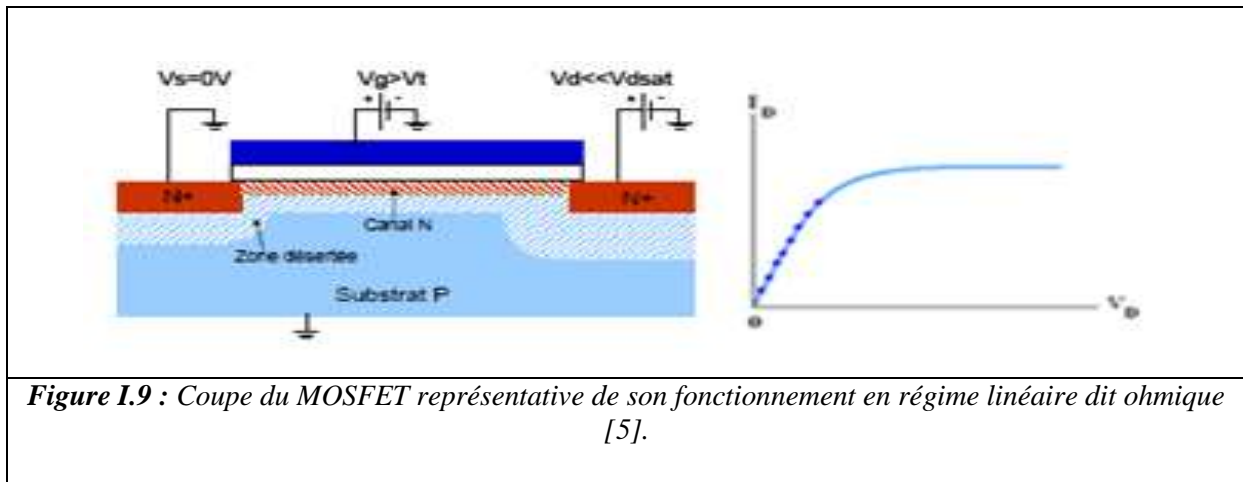 Vs=0V
Vg>Vt
Vd<<Vdsat
+ -
+ -
N+
N+
Canal N
Zone désertée
Substrat P
I D
0
V D
Figure I.9 : Coupe du MOSFET représentative de son fonctionnement en régime linéaire dit ohmique
[5].